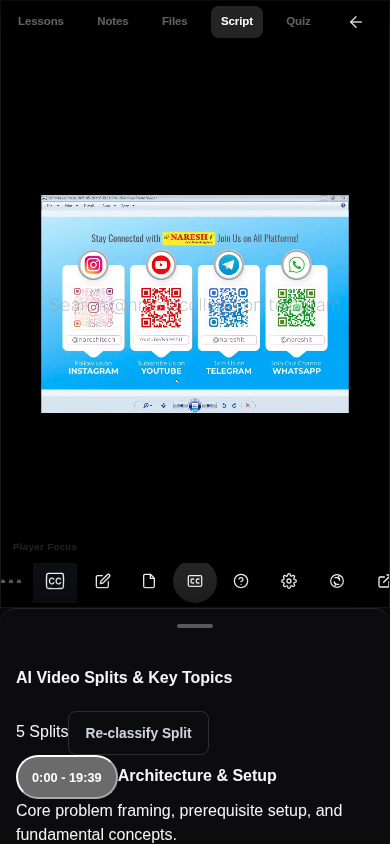 Lessons Notes Files Script Quiz
Stay Connected with NARESH Join Us on All Platforms!
@nareshitech
@nareshit
@nareshit
Follow us on
INSTAGRAM
Subscribe us on
YOUTUBE
Join Us on
TELEGRAM
Join Our Channel
WHATSAPP
Player Focus
CC CC
AI Video Splits & Key Topics
5 Splits Re-classify Split
0:00 - 19:39 Architecture & Setup
Core problem framing, prerequisite setup, and
fundamental concepts.